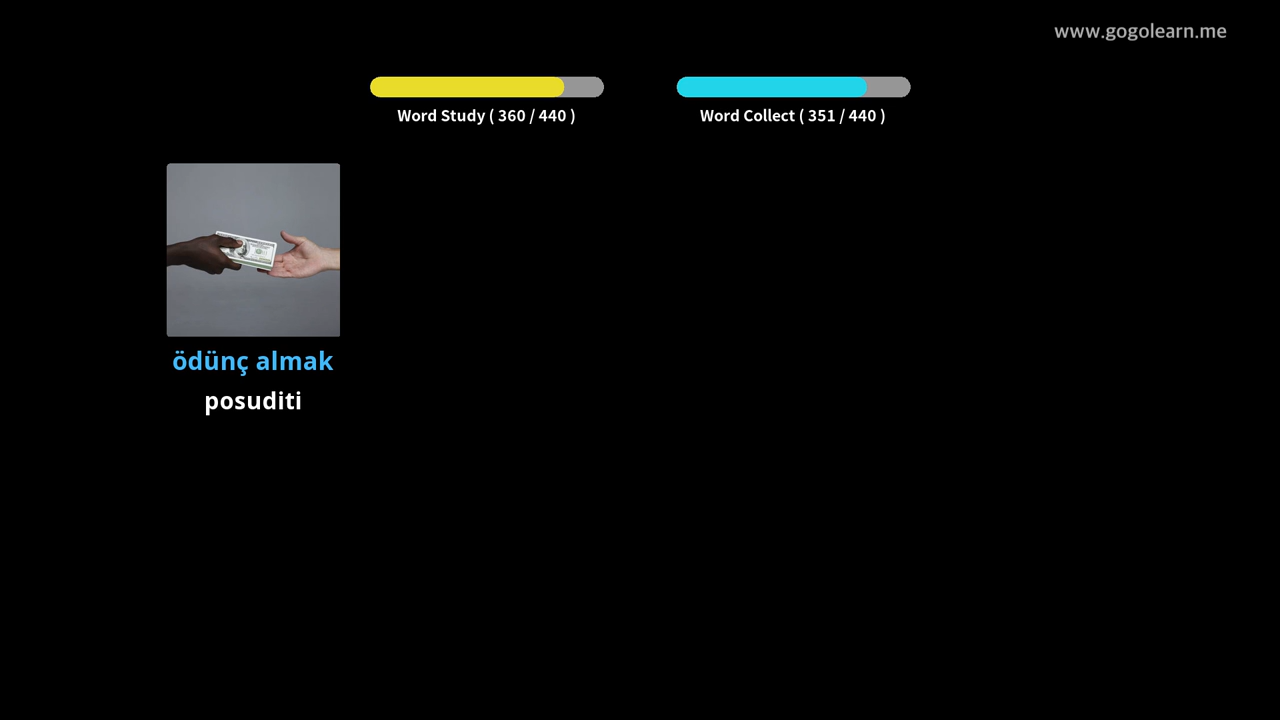 www.gogolearn.me
Word Study ( 360 / 440 )
Word Collect ( 351 / 440 )
ödünç almak
posuditi